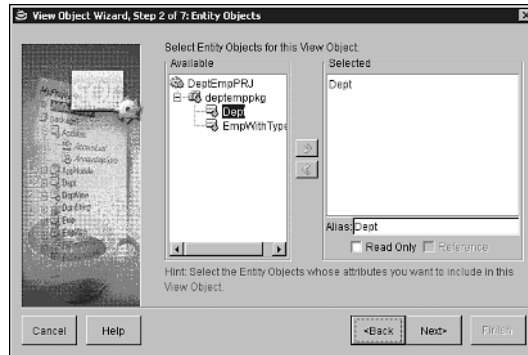 View Object Wizard, Step 2 of 7: Entity Objects
Select Entity Objects for this View Object:
Available
DeptEmpPRJ
deptemppkg
Dept
EmpWithType
Selected
Dept
Alias: Dept
Read Only
Reference
Hint: Select the Entity Objects whose attributes you want to include in this
View Object.
Cancel
Help
<Back
Next>
Finish